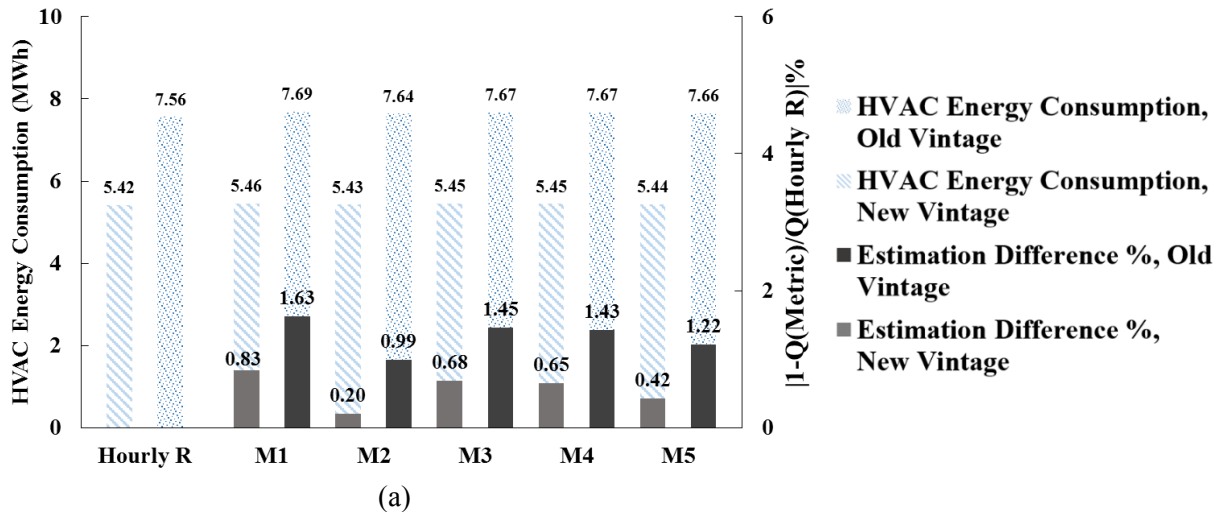 HVAC Energy Consumption (MWh)
10
8
6
4
2
0
5.42
7.56
5.46
7.69
5.43
7.64
5.45
7.67
5.45
7.67
5.44
7.66
0.83
1.63
0.20
0.99
0.68
1.45
0.65
1.43
0.42
1.22
Hourly R
M1
M2
M3
M4
M5
6
4
2
0
|1-Q(Metric)/Q(Hourly R)|%
HVAC Energy Consumption,
Old Vintage
HVAC Energy Consumption,
New Vintage
Estimation Difference %, Old
Vintage
Estimation Difference %,
New Vintage
(a)